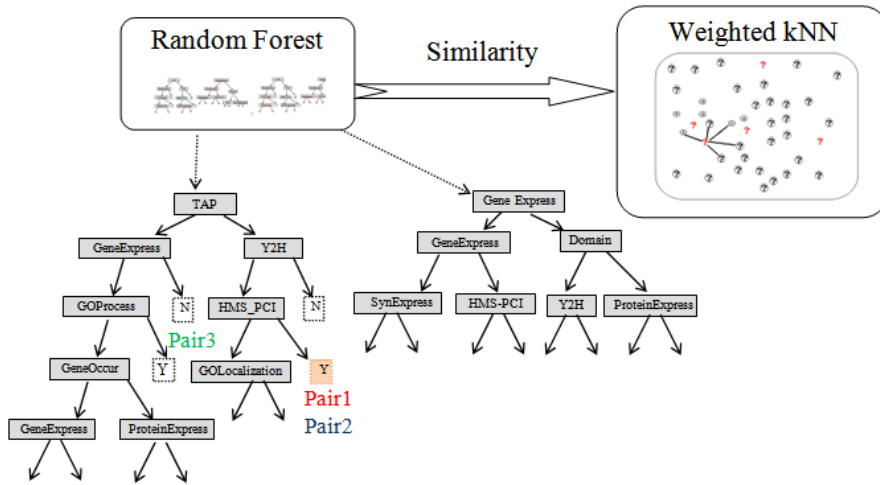 Random Forest
Similarity
Weighted kNN
?
TAP
Gene Express
GeneExpress
Y2H
GeneExpress
Domain
GOProcess
N
HMS_PCI
N
SynExpress
HMS-PCI
Y2H
ProteinExpress
Pair3
GeneOccur
Y
GOLocalization
Y
Pair1
Pair2
GeneExpress
ProteinExpress